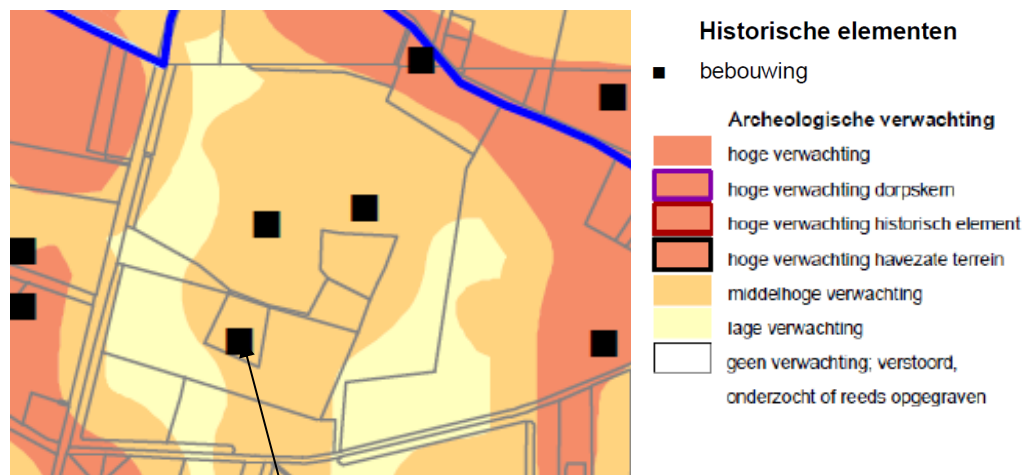 Historische elementen
bebouwing
Archeologische verwachting
hoge verwachting
hoge verwachting dorpskern
hoge verwachting historisch element
hoge verwachting havezate terrein
middelhoge verwachting
lage verwachting
geen verwachting; verstoord,
onderzocht of reeds opgegraven